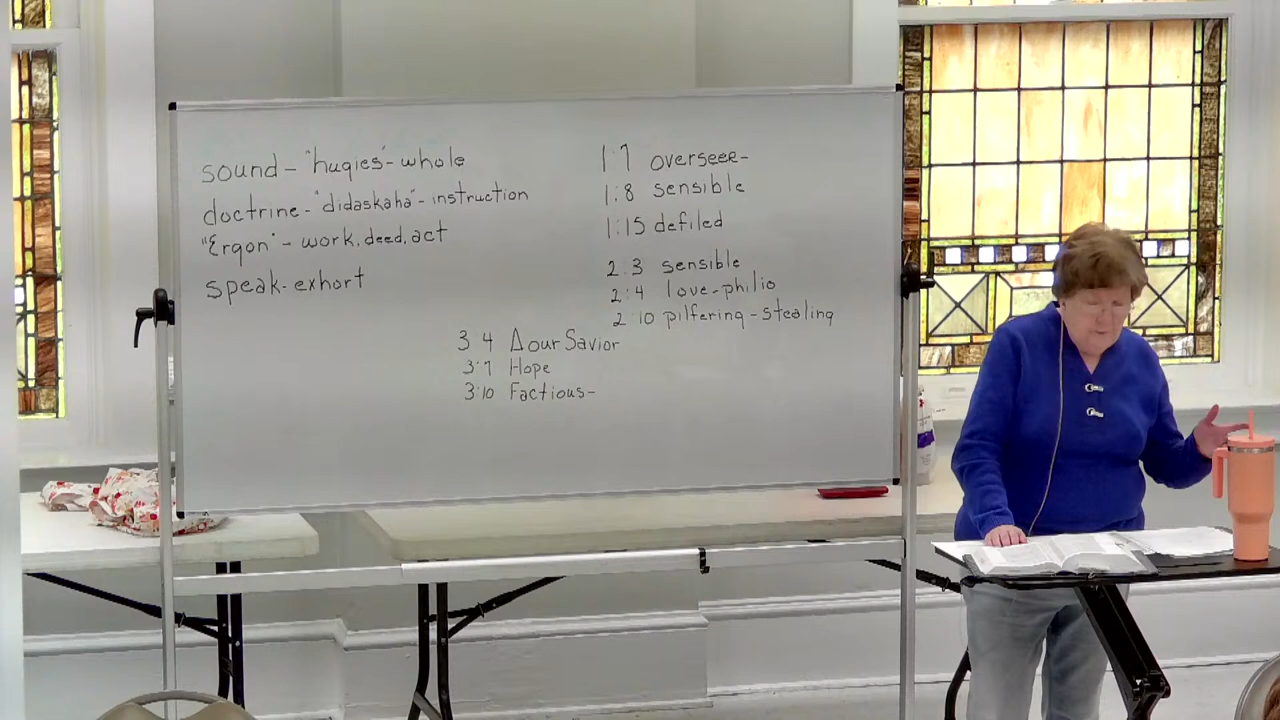 sound - "hugies" - whole
doctrine - "didaskaha" - instruction
"Ergon" - work, deed, act
speak - exhort
1:7 overseer -
1:8 sensible
1:15 defiled
2:3 sensible
2:4 love - philio
2:10 pilfering - stealing
3 4 Δ our Savior
3:7 Hope
3:10 Factious -